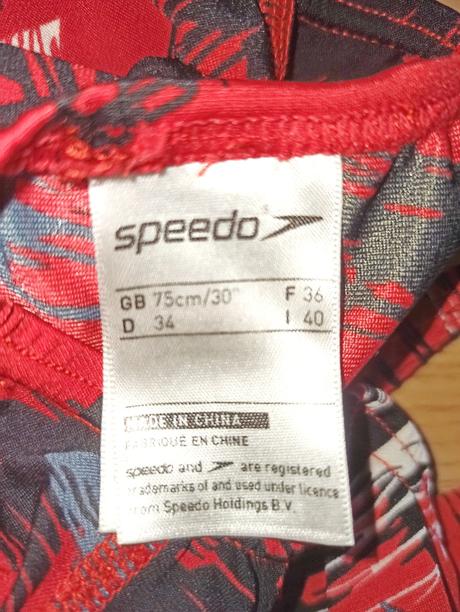 speedo
GB 75cm/30" F 36
D 34 I 40
MADE IN CHINA
FABRIQUE EN CHINE
speedo and are registered
trademarks of and used under licence
from Speedo Holdings B.V.